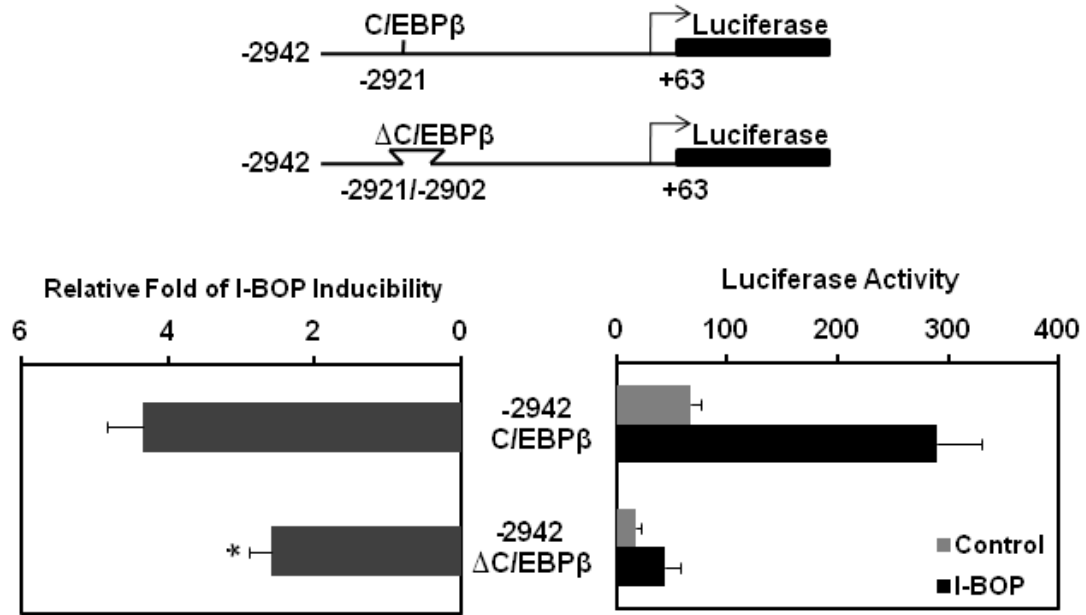 C/EBPβ
Luciferase
-2942
-2921
+63
ΔC/EBPβ
Luciferase
-2942
-2921/-2902
+63
Relative Fold of I-BOP Inducibility
6 4 2 0
Luciferase Activity
0 100 200 300 400
-2942
C/EBPβ
*
-2942
ΔC/EBPβ
Control
I-BOP